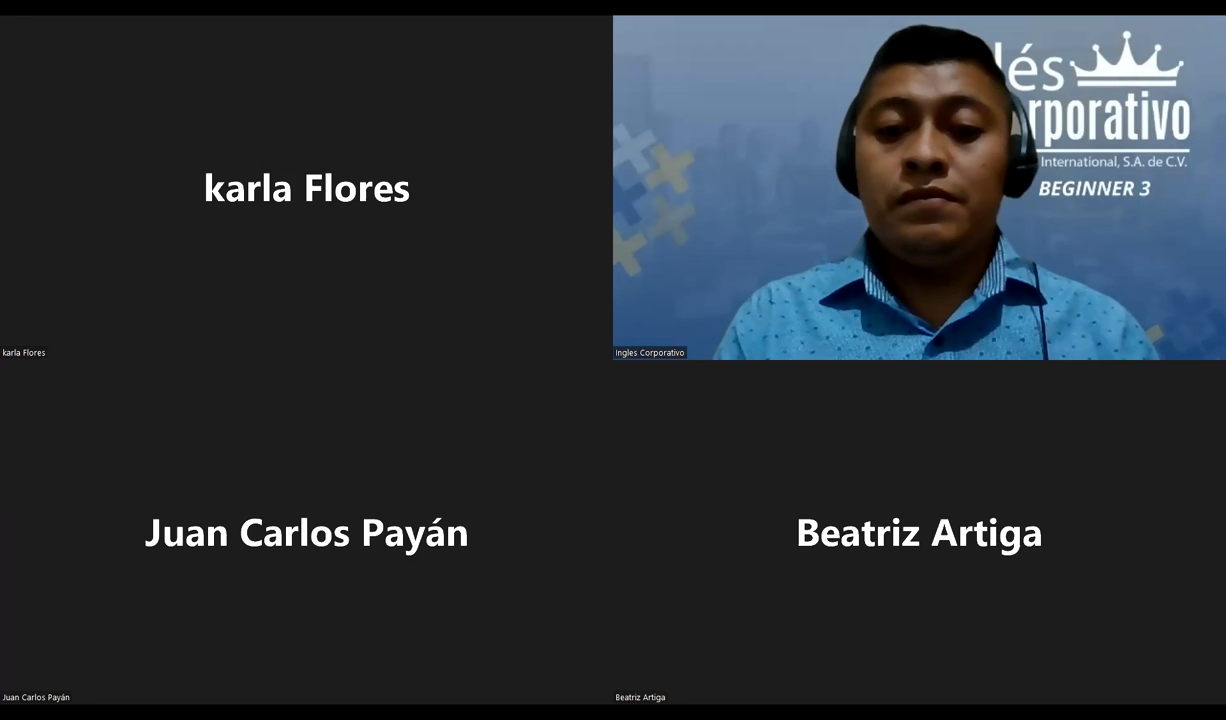 karla Flores
karla Flores
lés
rporativo
International, S.A. de C.V.
BEGINNER 3
Ingles Corporativo
Juan Carlos Payán
Juan Carlos Payán
Beatriz Artiga
Beatriz Artiga